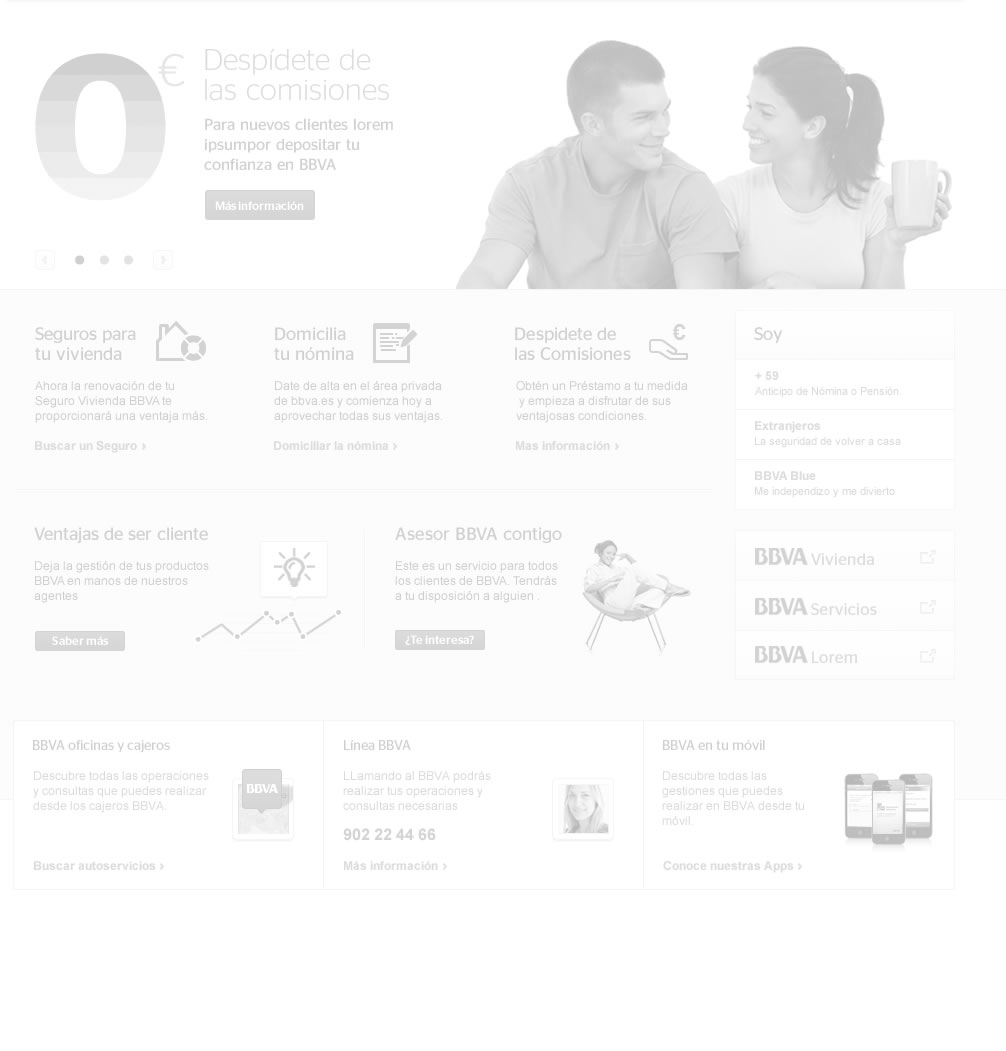 0 €
Despídete de
las comisiones
Para nuevos clientes lorem
ipsumpor depositar tu
confianza en BBVA
Más información
Seguros para
tu vivienda
Ahora la renovación de tu
Seguro Vivienda BBVA te
proporcionará una ventaja más.
Buscar un Seguro ›
Domicilia
tu nómina
Date de alta en el área privada
de bbva.es y comienza hoy a
aprovechar todas sus ventajas.
Domiciliar la nómina ›
Despidete de
las Comisiones
€
Obtén un Préstamo a tu medida
y empieza a disfrutar de sus
ventajosas condiciones.
Mas información ›
Soy
+ 59
Anticipo de Nómina o Pensión.
Extranjeros
La seguridad de volver a casa
BBVA Blue
Me independizo y me divierto
Ventajas de ser cliente
Deja la gestión de tus productos
BBVA en manos de nuestros
agentes
Saber más
Asesor BBVA contigo
Este es un servicio para todos
los clientes de BBVA. Tendrás
a tu disposición a alguien .
¿Te interesa?
BBVA Vivienda
BBVA Servicios
BBVA Lorem
BBVA oficinas y cajeros
Descubre todas las operaciones
y consultas que puedes realizar
desde los cajeros BBVA.
BBVA
Buscar autoservicios ›
Línea BBVA
LLamando al BBVA podrás
realizar tus operaciones y
consultas necesarias
902 22 44 66
Más información ›
BBVA en tu móvil
Descubre todas las
gestiones que puedes
realizar en BBVA desde tu
móvil.
Conoce nuestras Apps ›